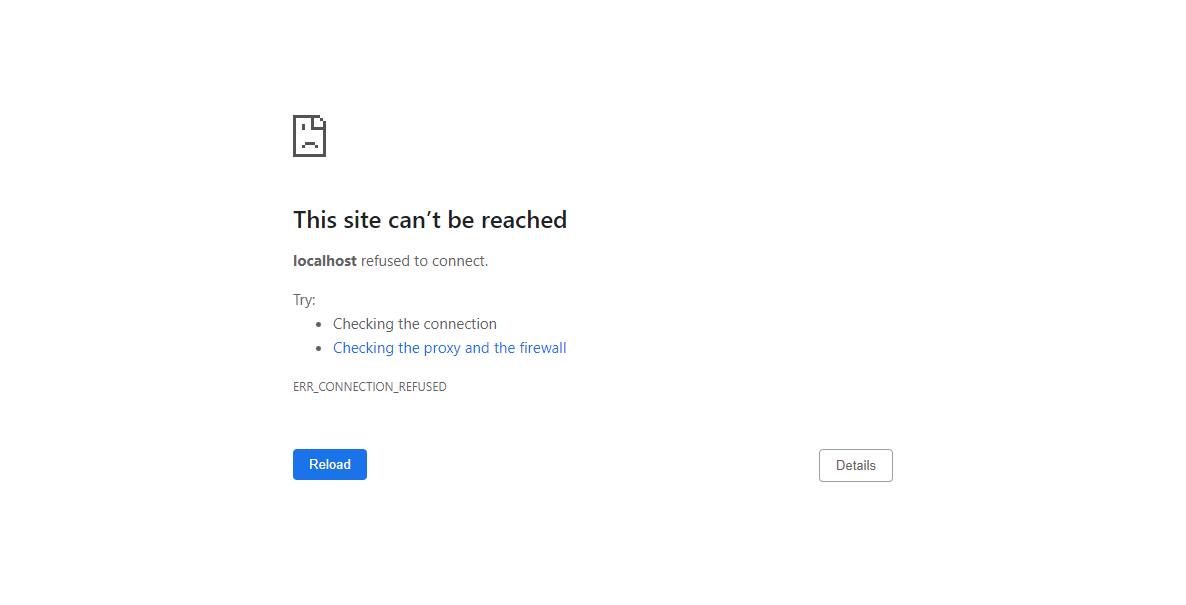 This site can’t be reached
localhost refused to connect.
Try:
Checking the connection
Checking the proxy and the firewall
ERR_CONNECTION_REFUSED
Reload
Details